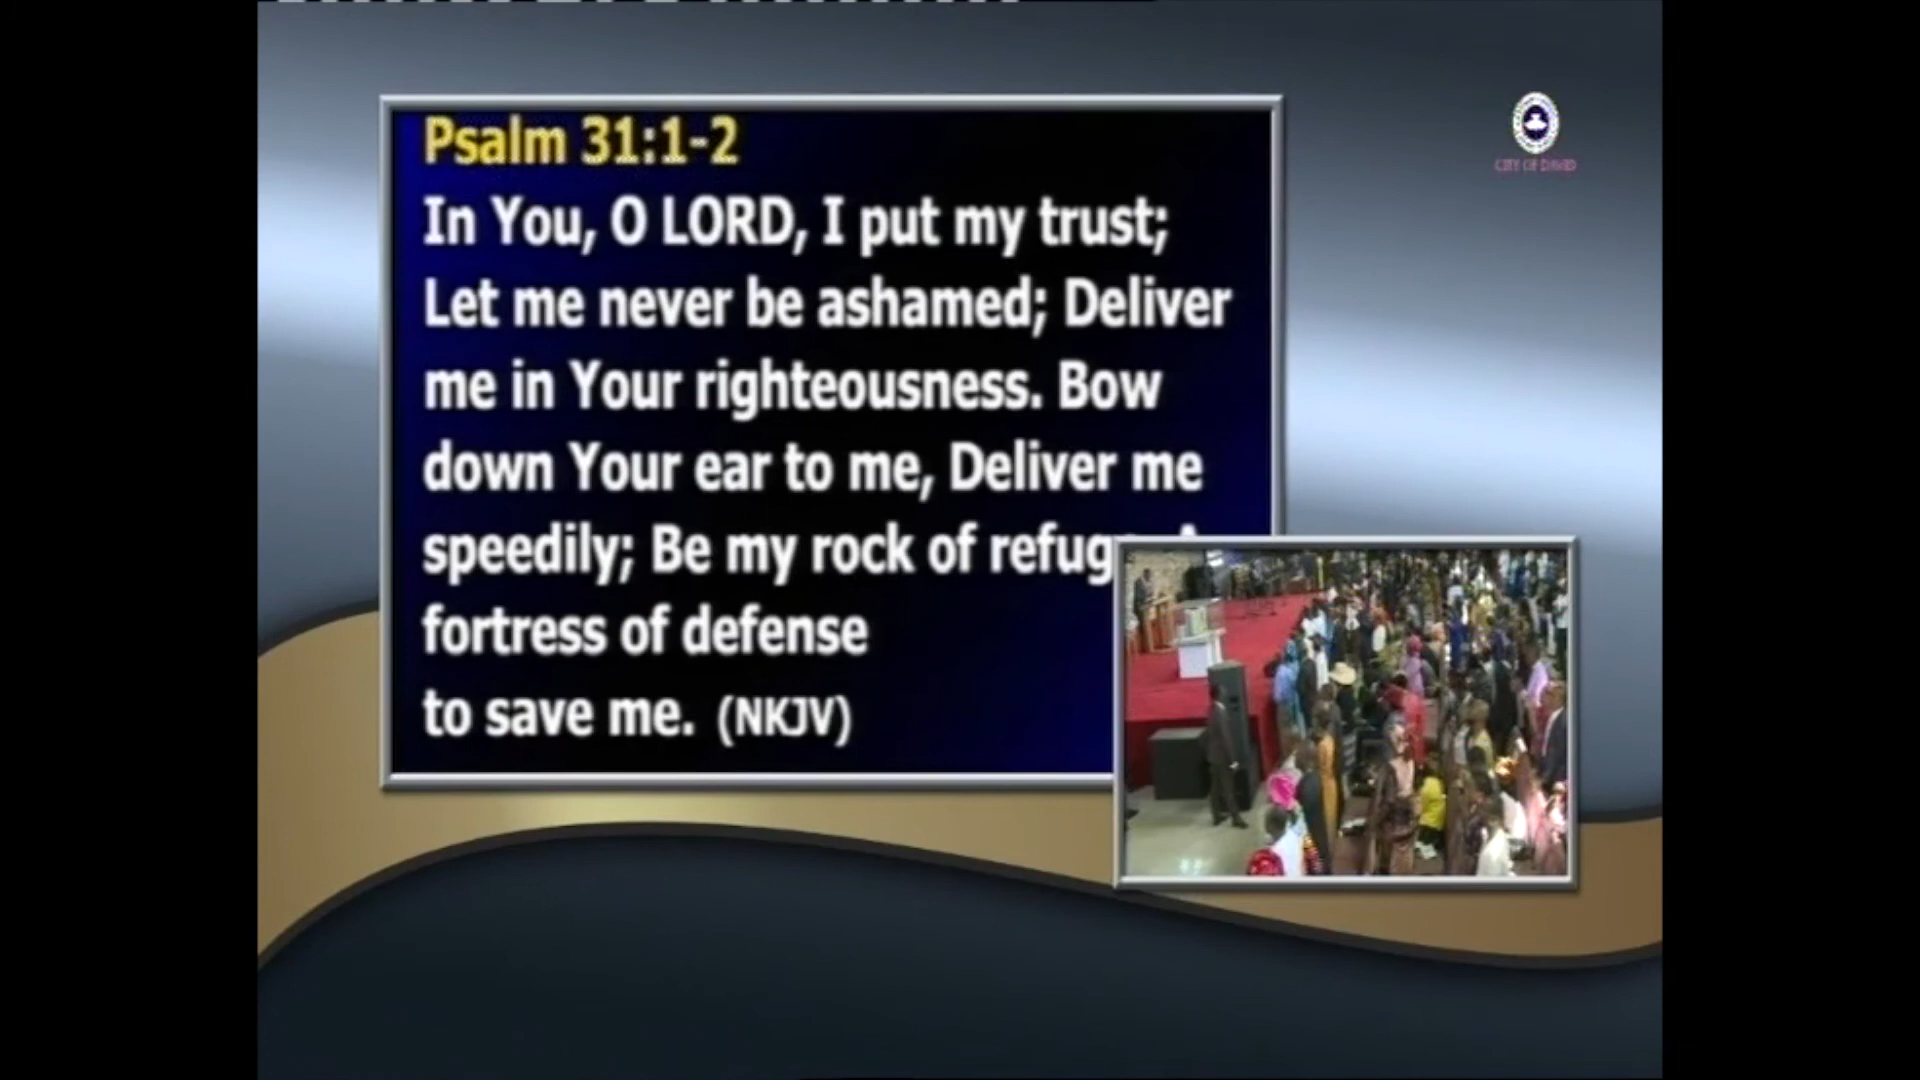 Psalm 31:1-2
In You, O LORD, I put my trust;
Let me never be ashamed; Deliver
me in Your righteousness. Bow
down Your ear to me, Deliver me
speedily; Be my rock of refug
fortress of defense
to save me. (NKJV)
CITY OF DAVID